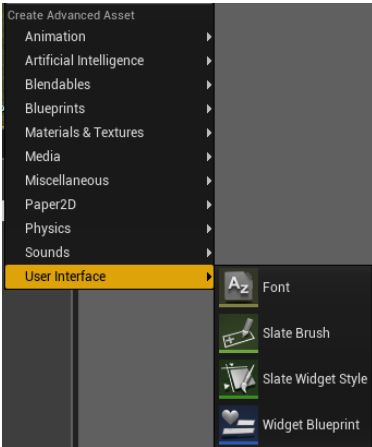 Create Advanced Asset
Animation
Artificial Intelligence
Blendables
Blueprints
Materials & Textures
Media
Miscellaneous
Paper2D
Physics
Sounds
User Interface
Font
Slate Brush
Slate Widget Style
Widget Blueprint